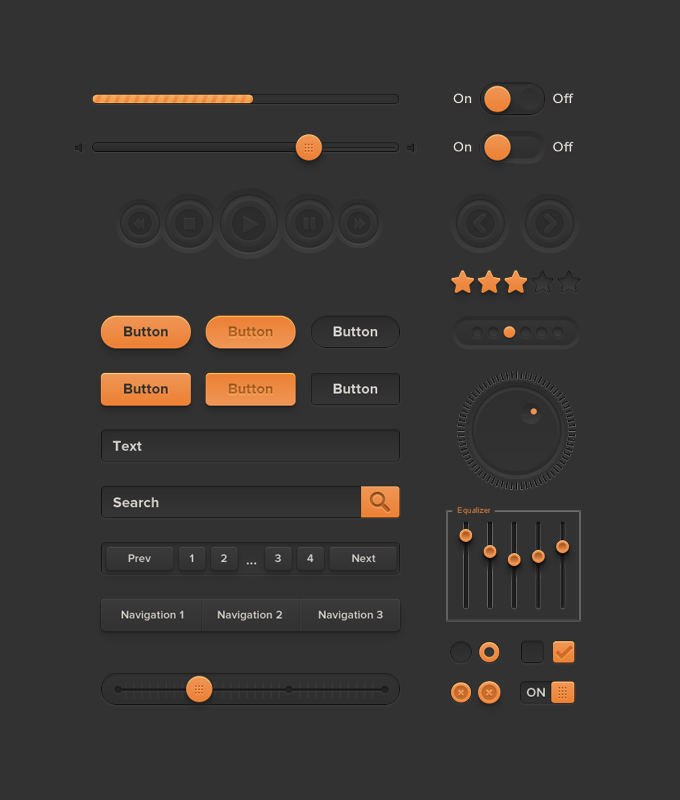 On Off
On Off
Button Button Button
Button Button Button
Text
Search
Prev 1 2 ... 3 4 Next
Equalizer
Navigation 1 Navigation 2 Navigation 3
ON